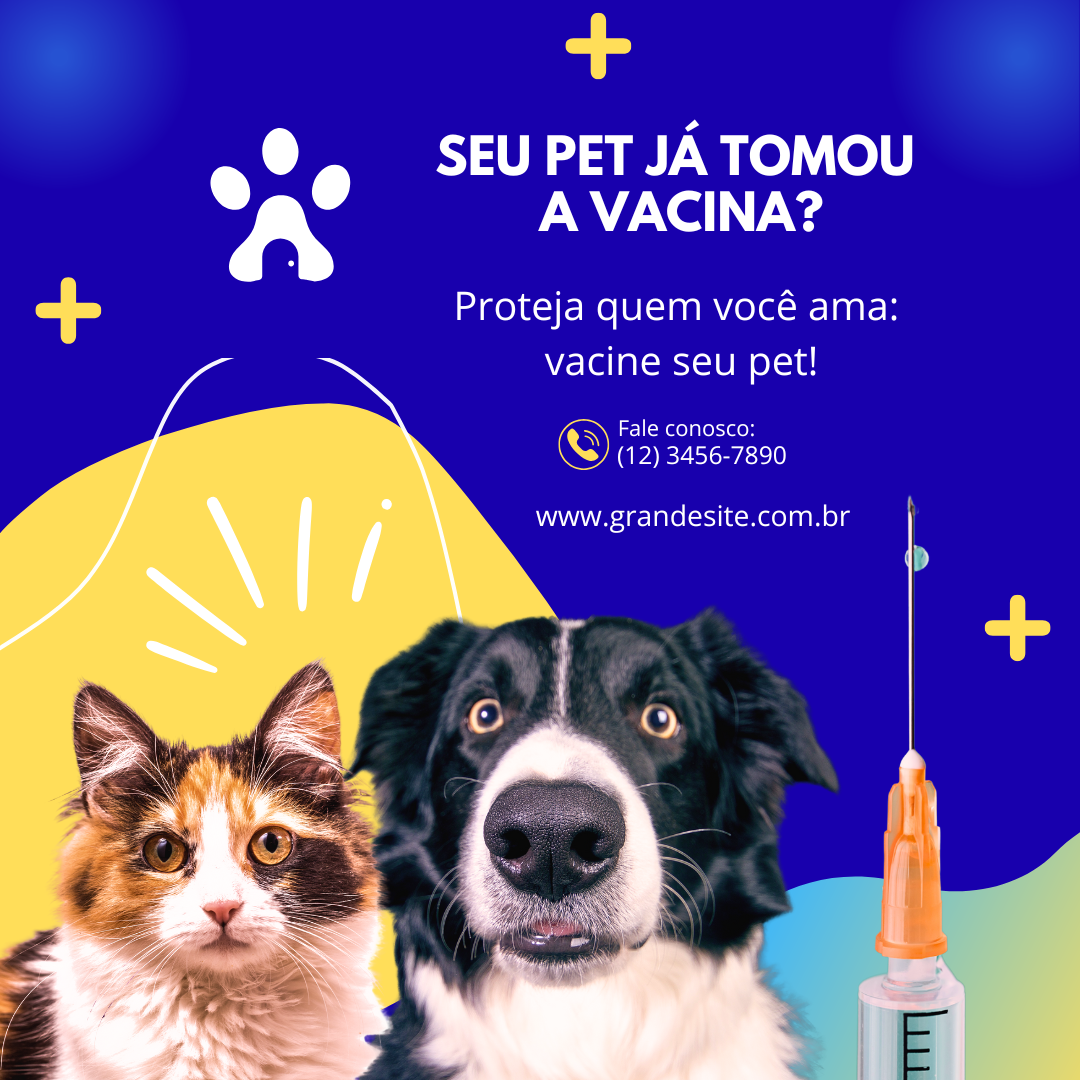 SEU PET JÁ TOMOU
A VACINA?
Proteja quem você ama:
vacine seu pet!
Fale conosco:
(12) 3456-7890
www.grandesite.com.br